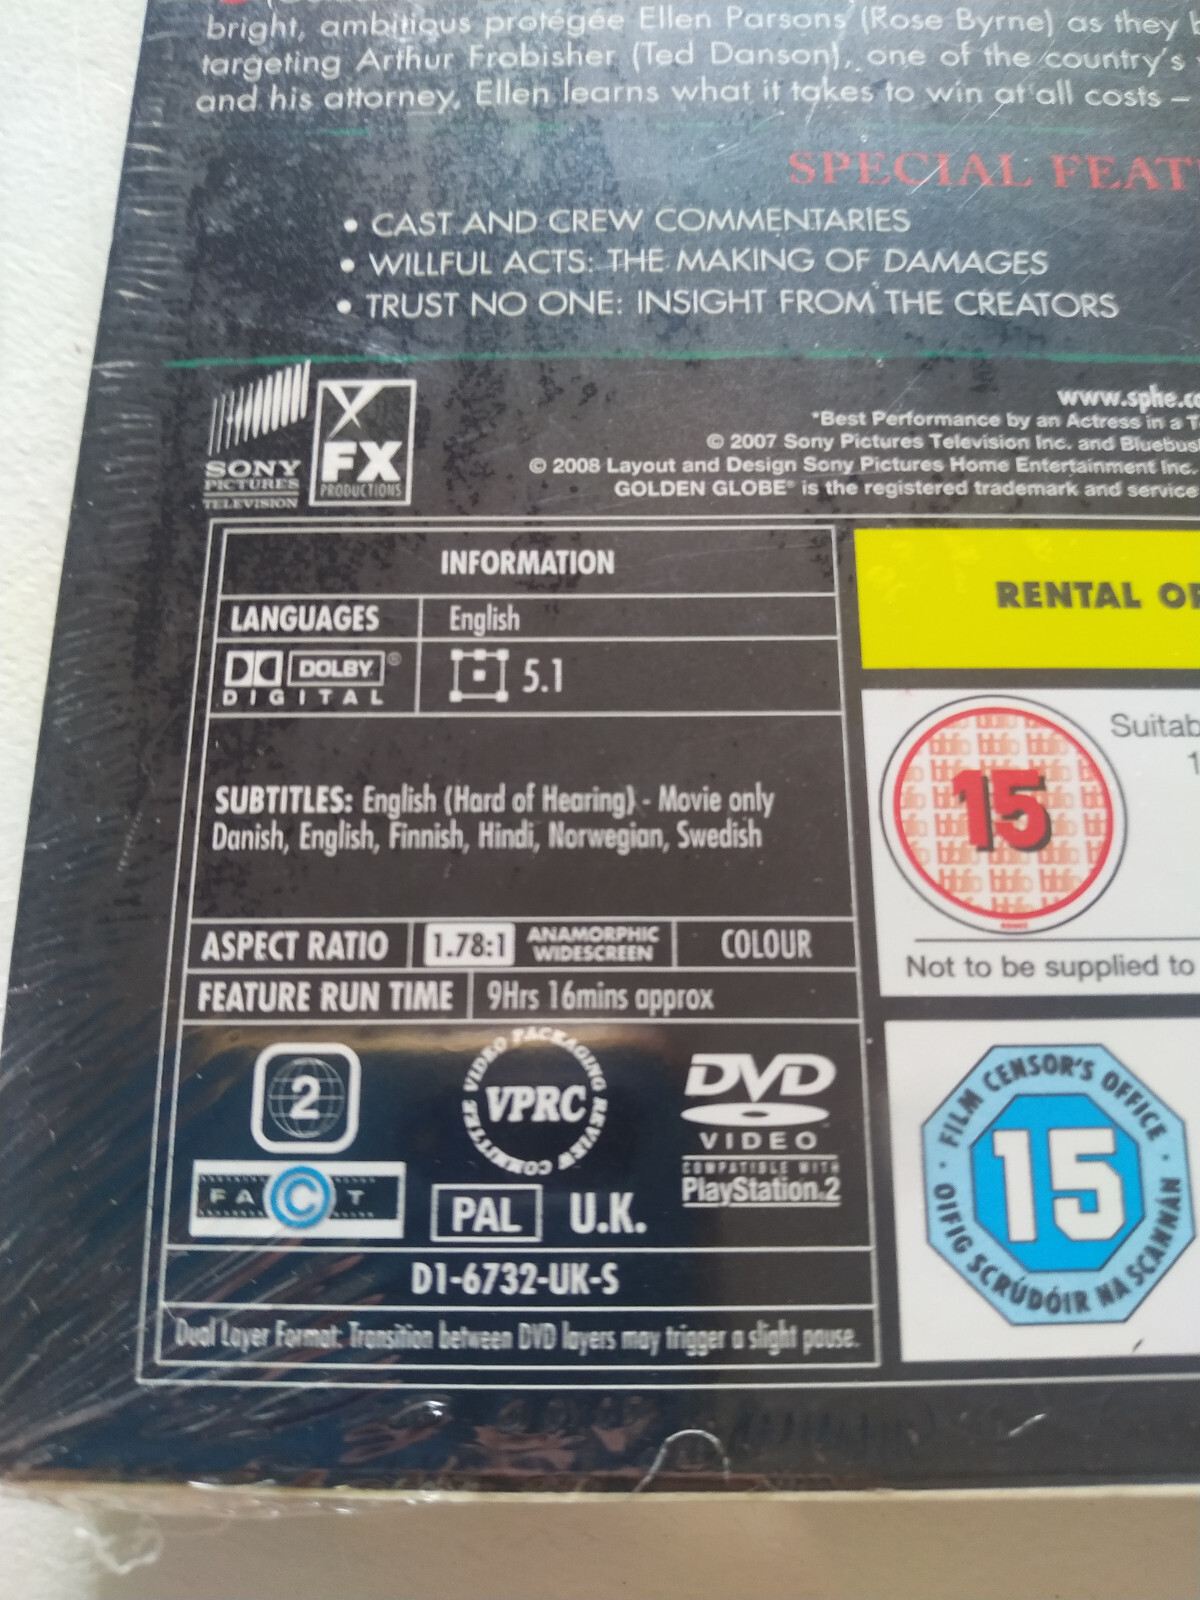 bright, ambitious protégée Ellen Parsons (Rose Byrne) as they
targeting Arthur Frobisher (Ted Danson), one of the country's
and his attorney, Ellen learns what it takes to win at all costs –
SPECIAL FEAT
• CAST AND CREW COMMENTARIES
• WILLFUL ACTS: THE MAKING OF DAMAGES
• TRUST NO ONE: INSIGHT FROM THE CREATORS
SONY
PICTURES
TELEVISION
FX
PRODUCTIONS
www.sphe.co
*Best Performance by an Actress in a T
© 2007 Sony Pictures Television Inc. and Bluebus
© 2008 Layout and Design Sony Pictures Home Entertainment Inc.
GOLDEN GLOBE® is the registered trademark and service
INFORMATION
LANGUAGES English
DOLBY®
DIGITAL
5.1
SUBTITLES: English (Hard of Hearing) - Movie only
Danish, English, Finnish, Hindi, Norwegian, Swedish
ASPECT RATIO 1.78:1 ANAMORPHIC
WIDESCREEN
COLOUR
FEATURE RUN TIME 9Hrs 16mins approx
2
VIDEO PACKAGING REVIEW COMMITTEE
VPRC
DVD
VIDEO
COMPATIBLE WITH
PlayStation.2
FACT
PAL U.K.
D1-6732-UK-S
Dual Layer Format: Transition between DVD layers may trigger a slight pause.
RENTAL
bbfc
15
Suitab
1
Not to be supplied to
FILM CENSOR'S OFFICE
15
OIFIG SCRÚDÓIR NA SCANNÁN